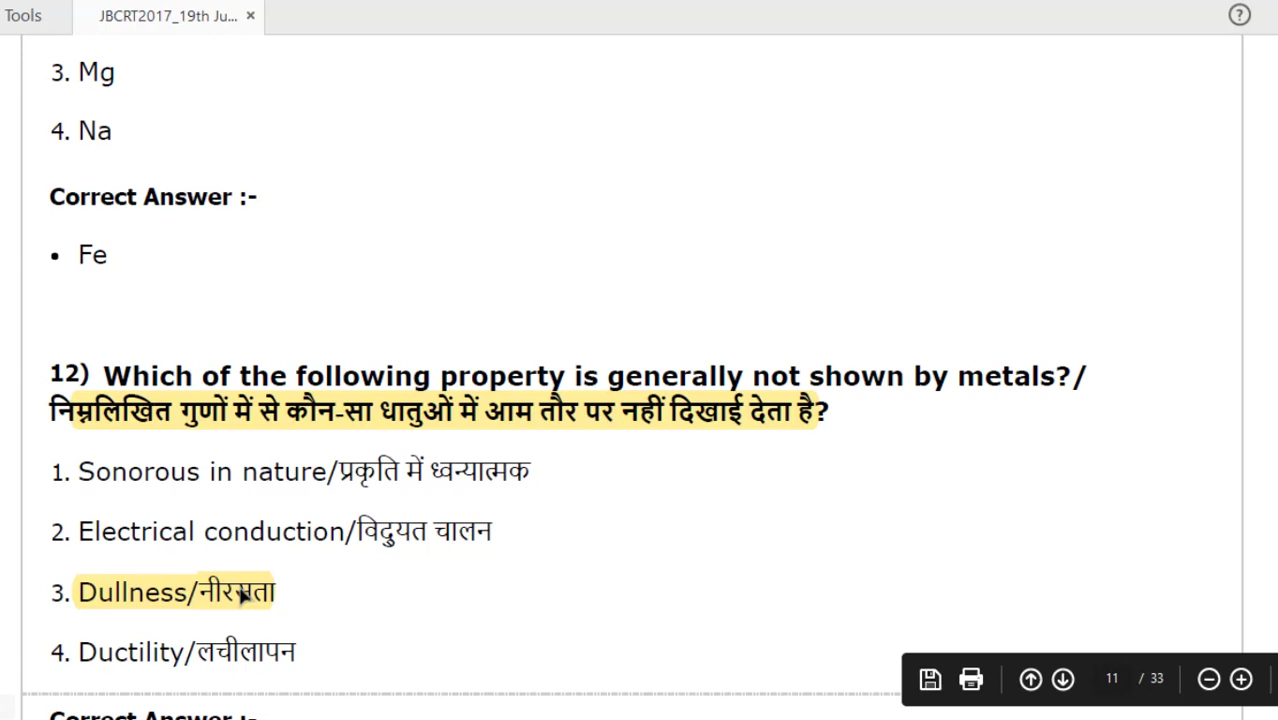 Tools
JBCRT2017_19th Ju... ×
3. Mg
4. Na
Correct Answer :-
• Fe
12) Which of the following property is generally not shown by metals?/
निम्नलिखित गुणों में से कौन-सा धातुओं में आम तौर पर नहीं दिखाई देता है?
1. Sonorous in nature/प्रकृति में ध्वन्यात्मक
2. Electrical conduction/विद्युयत चालन
3. Dullness/नीरसता
4. Ductility/लचीलापन
11 / 33
Correct Answer :-